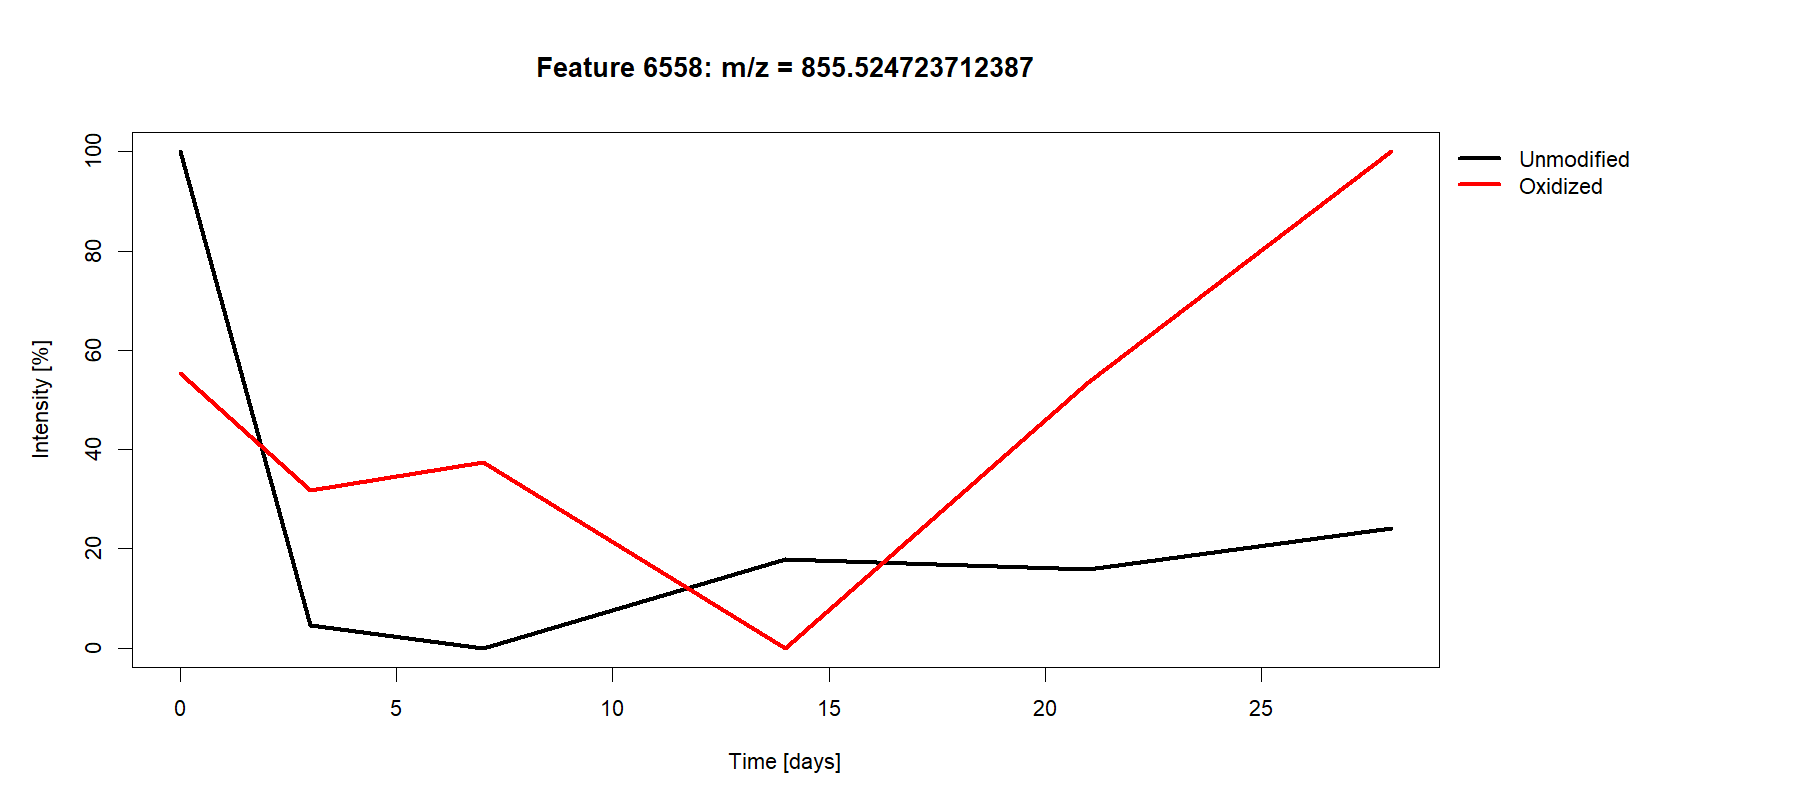 Feature 6558: m/z = 855.524723712387
Unmodified
Oxidized
Intensity [%]
100
80
60
40
20
0
0 5 10 15 20 25
Time [days]